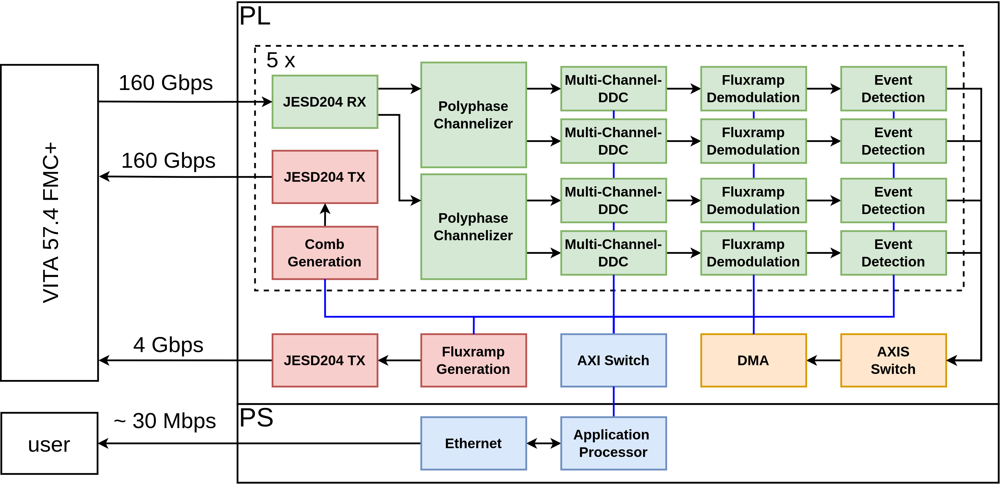 PL
5 x
160 Gbps
160 Gbps
4 Gbps
~ 30 Mbps
VITA 57.4 FMC+
user
JESD204 RX
JESD204 TX
Comb
Generation
Polyphase
Channelizer
Polyphase
Channelizer
Multi-Channel-
DDC
Fluxramp
Demodulation
Event
Detection
Multi-Channel-
DDC
Fluxramp
Demodulation
Event
Detection
Multi-Channel-
DDC
Fluxramp
Demodulation
Event
Detection
Multi-Channel-
DDC
Fluxramp
Demodulation
Event
Detection
JESD204 TX
Fluxramp
Generation
AXI Switch
DMA
AXIS
Switch
PS
Ethernet
Application
Processor